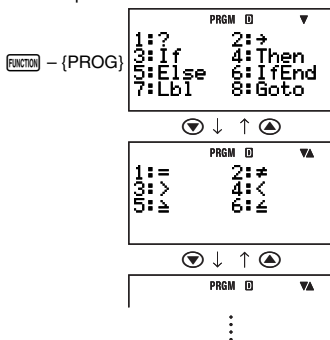 PRGM D ▼
FUNCTION – {PROG}
1:? 2:→
3:If 4:Then
5:Else 6:IfEnd
7:Lbl 8:Goto
▼ ↓ ↑ ▲
PRGM D ▼▲
1:= 2:≠
3:> 4:<
5:≧ 6:≦
▼ ↓ ↑ ▲
PRGM D ▼▲
⋮